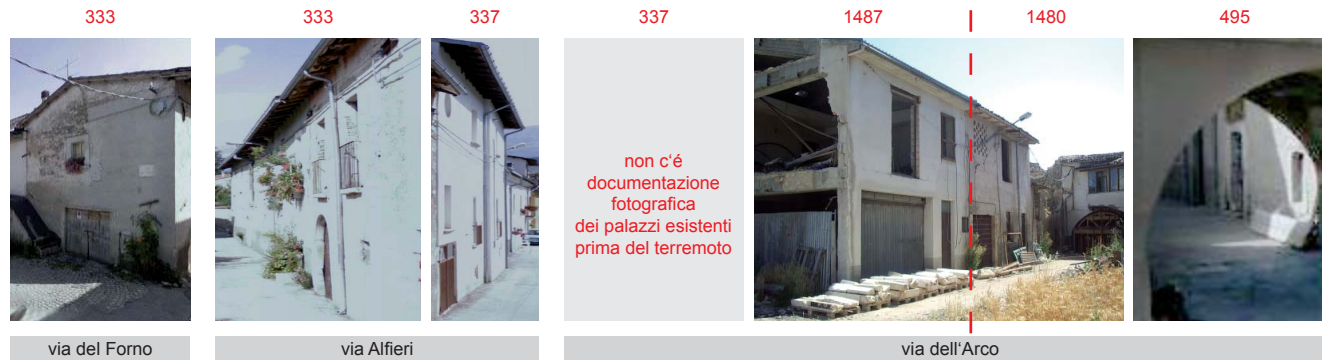 333
333
337
337
1487
1480
495
non c‘é
documentazione
fotografica
dei palazzi esistenti
prima del terremoto
via del Forno
via Alfieri
via dell‘Arco